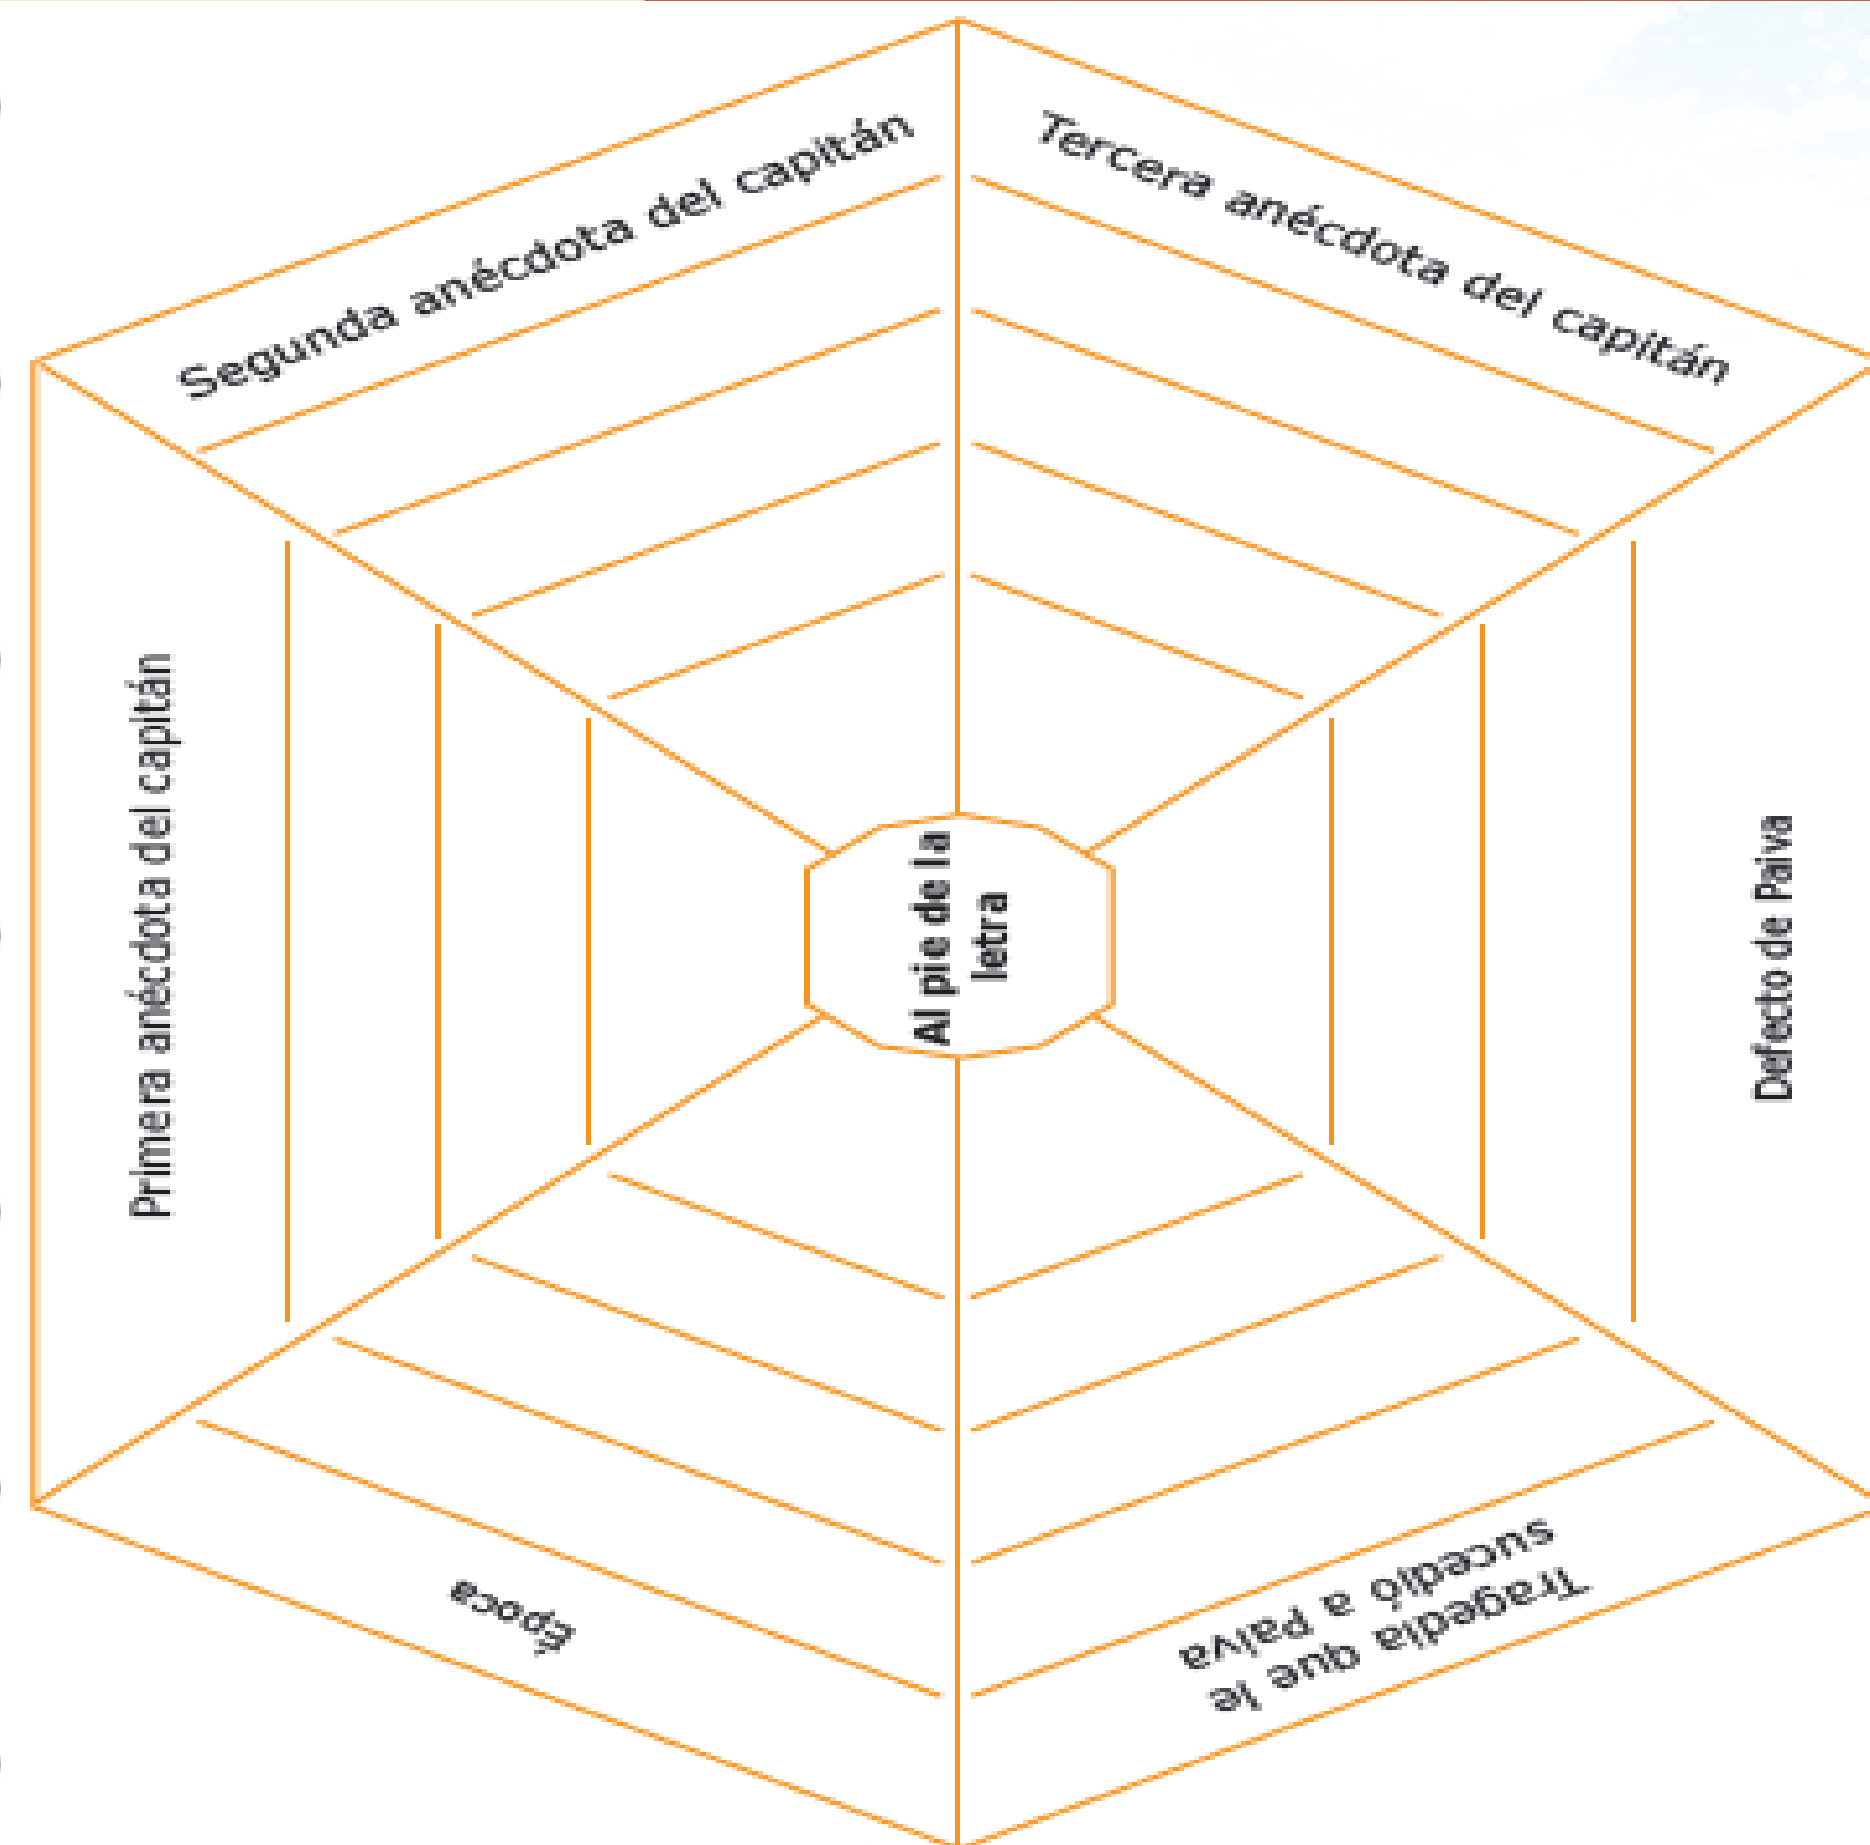 Segunda anécdota del capitán
Tercera anécdota del capitán
Primera anécdota del capitán
Al pie de la
letra
Defecto de Paiva
Época
Tragedia que le
sucedió a Paiva